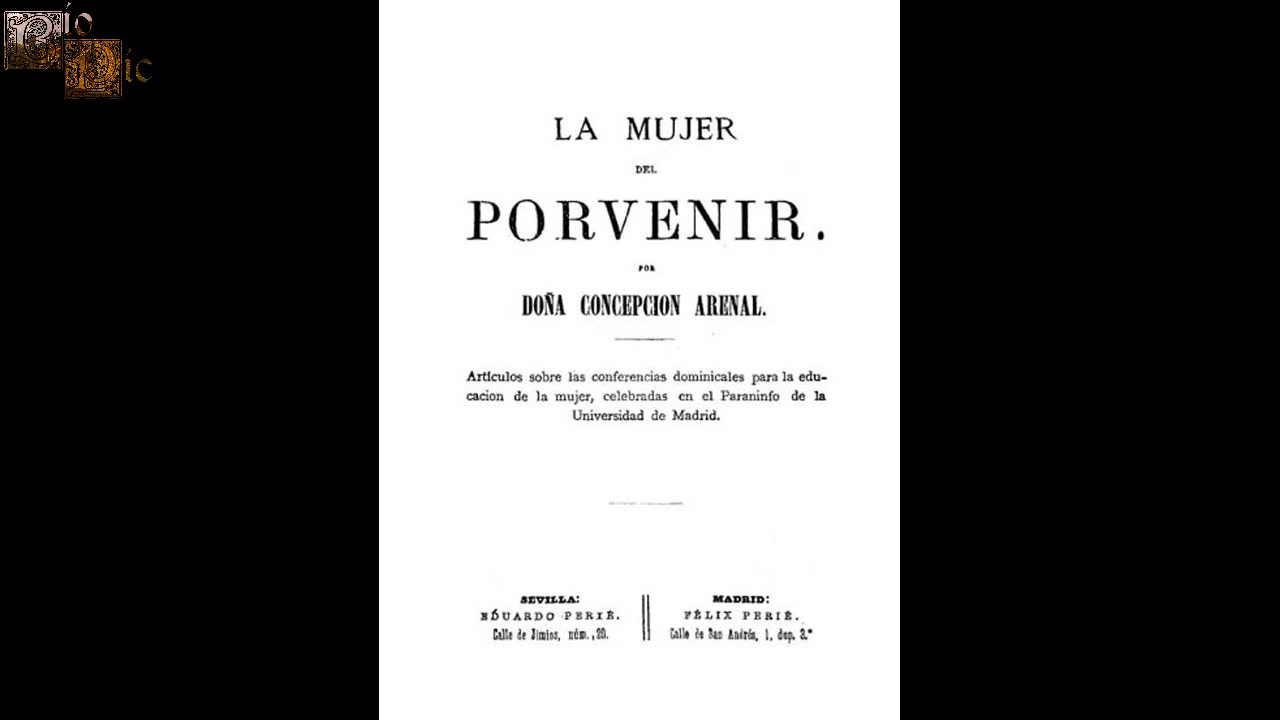 Bío
Dic
LA MUJER
DEL
PORVENIR.
POR
DOÑA CONCEPCION ARENAL.
Artículos sobre las conferencias dominicales para la edu-
cacion de la mujer, celebradas en el Paraninfo de la
Universidad de Madrid.
SEVILLA:
EDUARDO PERIÉ.
Calle de Jimios, núm., 20.
MADRID:
FÉLIX PERIÉ.
Calle de San Andrés, 1, dup. 3.º